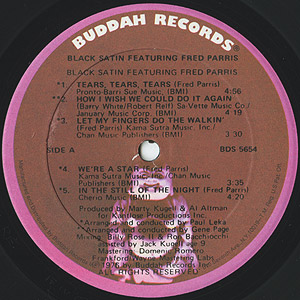 BUDDAH RECORDS
BLACK SATIN FEATURING FRED PARRIS
BLACK SATIN FEATURING FRED PARRIS
*1 TEARS, TEARS, TEARS (Fred Parris)
Pronto-Barri Sue Music, (BMI) 4:56
**2. HOW I WISH WE COULD DO IT AGAIN
(Barry White/Robert Relf) Sa-Vette Music Co./
January Music Corp. (BMI) 4:20
*3. LET MY FINGERS DO THE WALKIN'
(Fred Parris) Kama Sutra Music, Inc./
Chan Music Publishers (BMI) 3:30
SIDE A BDS 5654
*4. WE'RE A STAR (Fred Parris)
Kama Sutra Music, Inc./Chan Music
Publishers (BMI) 3:35
*5. IN THE STILL OF THE NIGHT (Fred Parris)
Cherio Music (BMI) 4:20
Produced by Marty Kugell & Al Altman
for Kunstloe Productions Inc.
*Arranged and conducted by Paul Leka
**Arranged and conducted by Gene Page
Mixing: Billy Rose II & Ron Bacchiocchi
Mastering: Domenic Romeo,
Frankford/Wayne Recording Labs
© 1976 by Buddah Records Inc.
ALL RIGHTS RESERVED